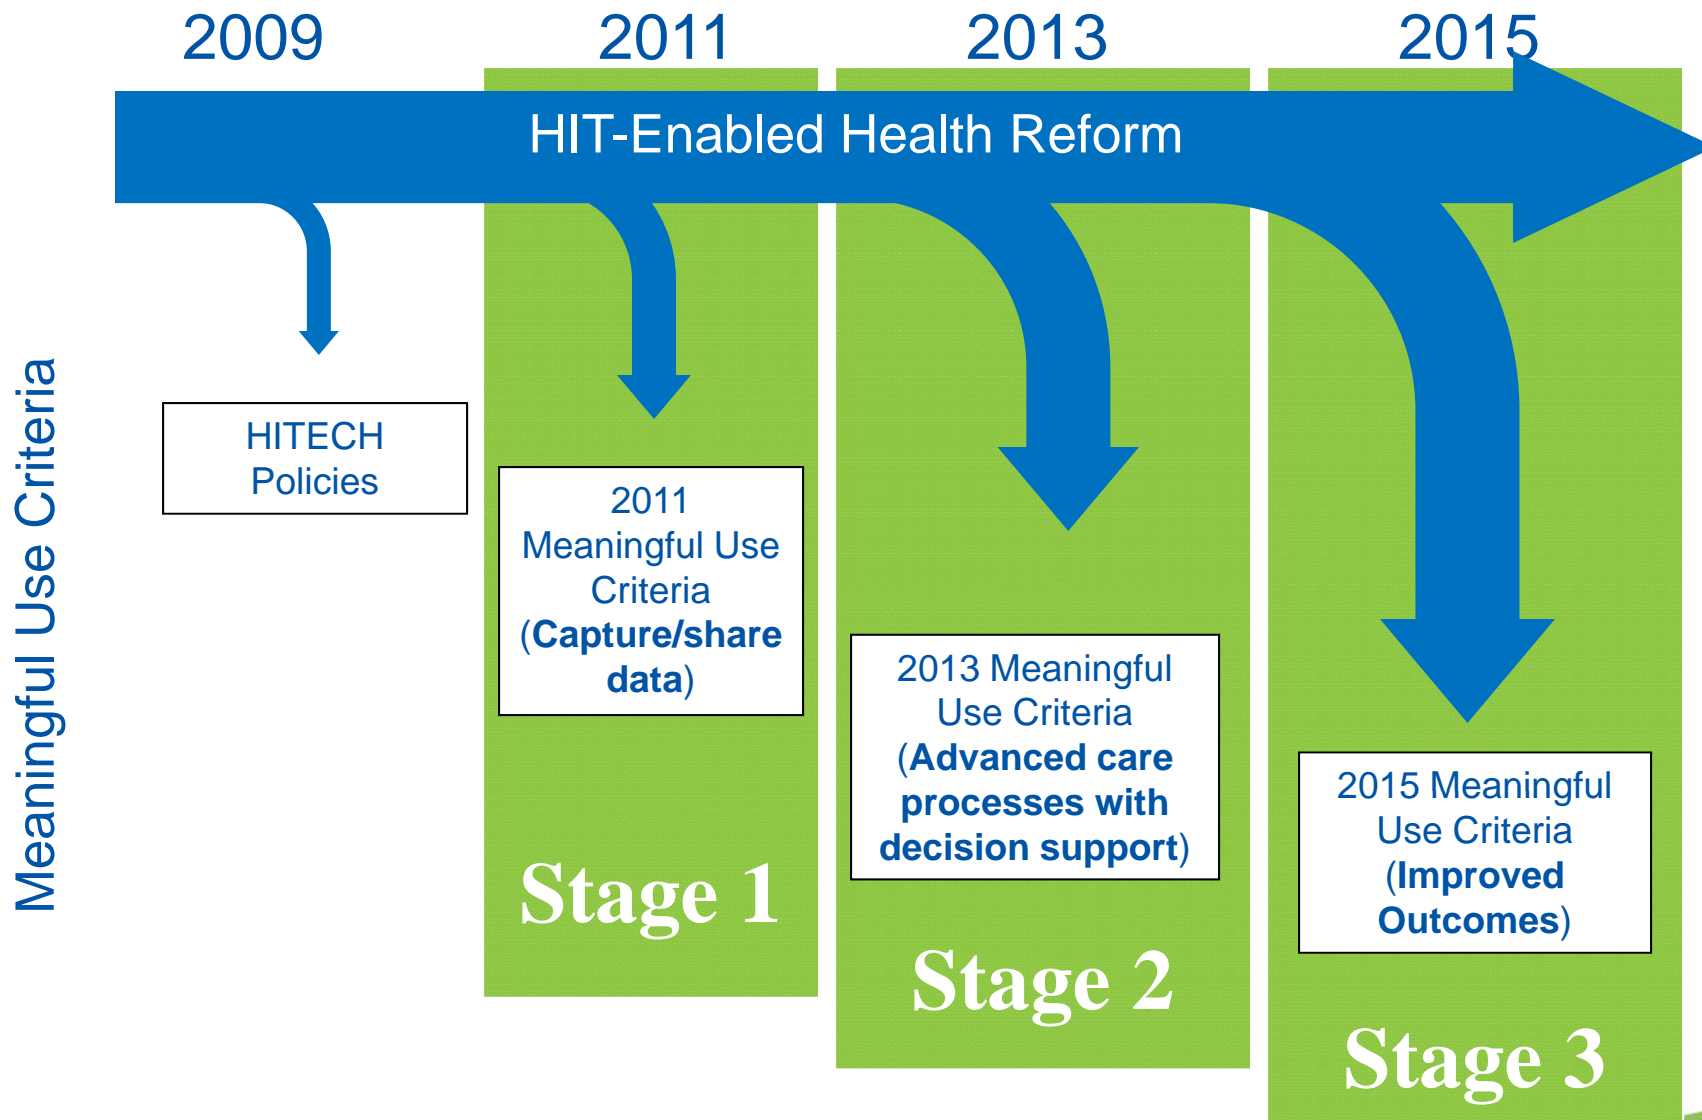 2009 2011 2013 2015
HIT-Enabled Health Reform
Meaningful Use Criteria
HITECH
Policies
2011
Meaningful Use
Criteria
(Capture/share
data)
Stage 1
2013 Meaningful
Use Criteria
(Advanced care
processes with
decision support)
Stage 2
2015 Meaningful
Use Criteria
(Improved
Outcomes)
Stage 3